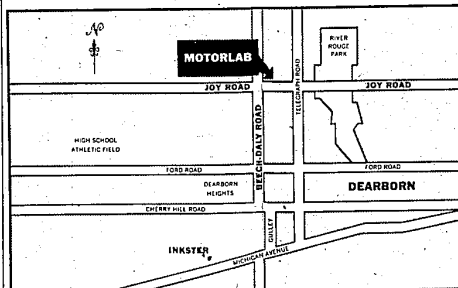 N
RIVER
ROUGE
PARK
MOTORLAB
JOY ROAD
JOY ROAD
TELEGRAPH ROAD
BEECH-DALY ROAD
HIGH SCHOOL
ATHLETIC FIELD
FORD ROAD
FORD ROAD
DEARBORN
HEIGHTS
DEARBORN
CHERRY HILL ROAD
GULLEY
INKSTER
MICHIGAN AVENUE